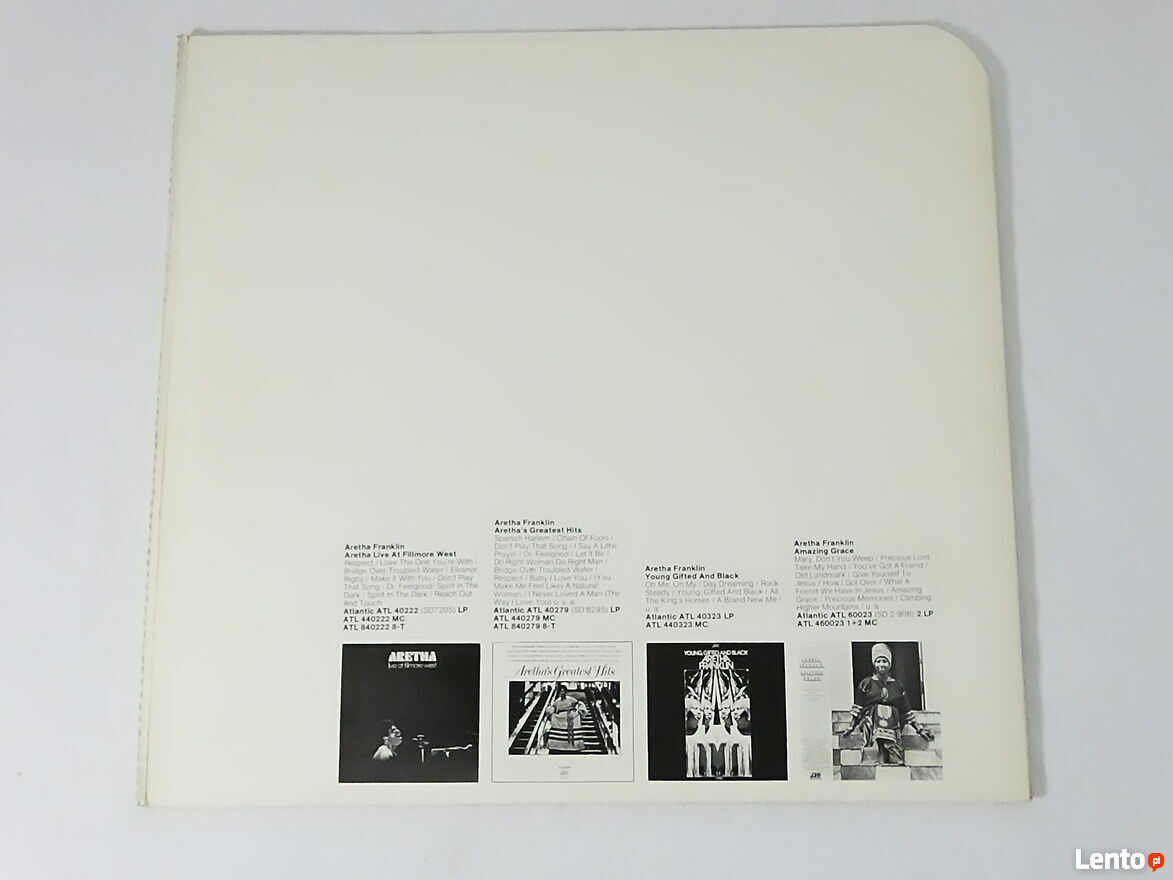 Aretha Franklin
Aretha Live At Fillmore West
Respect / Love The One You're With /
Bridge Over Troubled Water / Eleanor
Rigby / Make It With You / Don't Play
That Song / Dr. Feelgood / Spirit In The
Dark / Spirit In The Dark / Reach Out
And Touch
Atlantic ATL 40222 (SD7205) LP
ATL 440222 MC
ATL 840222 8-T
ARETHA
live at fillmore west
Aretha Franklin
Aretha's Greatest Hits
Spanish Harlem / Chain Of Fools /
Don't Play That Song / I Say A Little
Prayer / Dr. Feelgood / Let It Be /
Do Right Woman Do Right Man /
Bridge Over Troubled Water /
Respect / Baby I Love You / (You
Make Me Feel Like) A Natural
Woman / I Never Loved A Man (The
Way I Love You) u. a.
Atlantic ATL 40279 (SD 8295) LP
ATL 440279 MC
ATL 840279 8-T
Aretha's Greatest Hits
Aretha Franklin
Young Gifted And Black
Oh Me, Oh My / Day Dreaming / Rock
Steady / Young, Gifted And Black / All
The King's Horses / A Brand New Me /
u. a.
Atlantic ATL 40323 LP
ATL 440323 MC
YOUNG, GIFTED AND BLACK
ARETHA
FRANKLIN
Aretha Franklin
Amazing Grace
Mary, Don't You Weep / Precious Lord,
Take My Hand / You've Got A Friend /
Old Landmark / Give Yourself To
Jesus / How I Got Over / What A
Friend We Have In Jesus / Amazing
Grace / Precious Memories / Climbing
Higher Mountains / u. a.
Atlantic ATL 60023 (SD 2-906) 2 LP
ATL 460023 1+2 MC
Lento pl